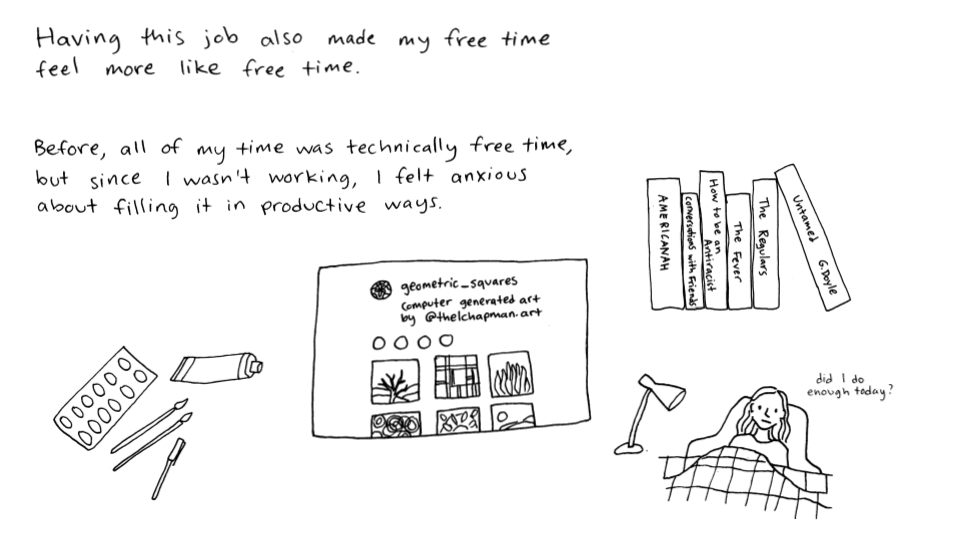 Having this job also made my free time
feel more like free time.
Before, all of my time was technically free time,
but since I wasn't working, I felt anxious
about filling it in productive ways.
geometric_squares
computer generated art
by @thelchapman.art
AMERICANAH
Conversations with Friends
How to be an
Antiracist
The Fever
The Regulars
Untamed G.Doyle
did I do
enough today?